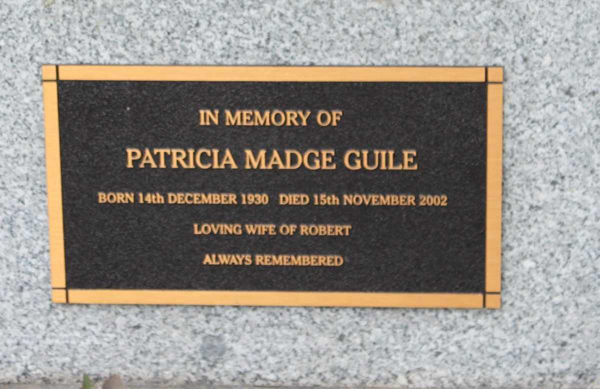 IN MEMORY OF
PATRICIA MADGE GUILE
BORN 14th DECEMBER 1930 DIED 15th NOVEMBER 2002
LOVING WIFE OF ROBERT
ALWAYS REMEMBERED